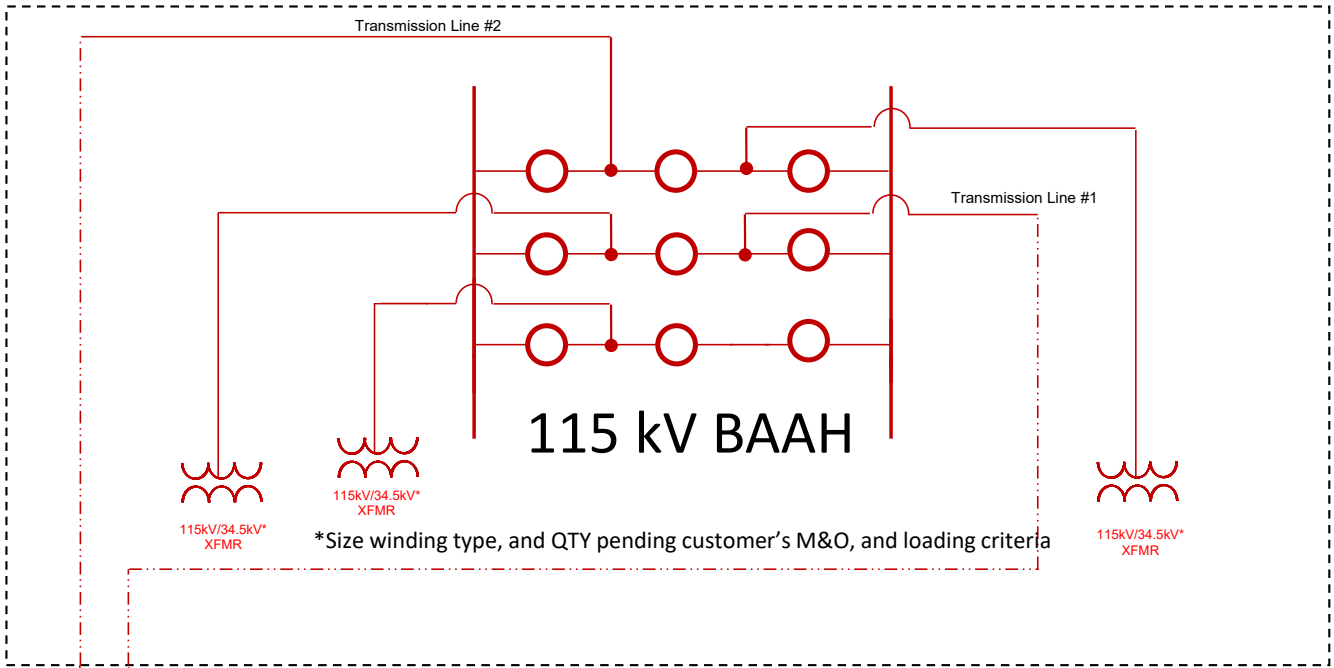 Transmission Line #2
Transmission Line #1
115 kV BAAH
115kV/34.5kV*
XFMR
115kV/34.5kV*
XFMR
115kV/34.5kV*
XFMR
*Size winding type, and QTY pending customer’s M&O, and loading criteria